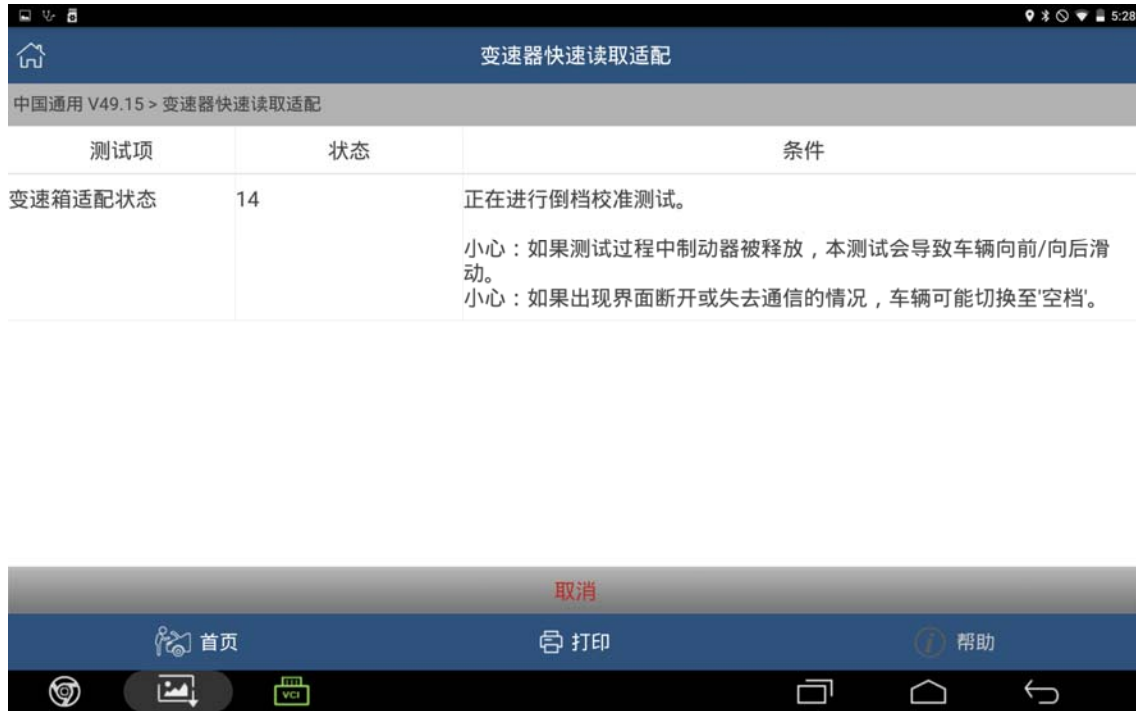 5:28
变速器快速读取适配
中国通用 V49.15 > 变速器快速读取适配
测试项 状态 条件
变速箱适配状态 14 正在进行倒档校准测试。
小心：如果测试过程中制动器被释放，本测试会导致车辆向前/向后滑
动。
小心：如果出现界面断开或失去通信的情况，车辆可能切换至'空档'。
取消
首页 打印 帮助
VCI